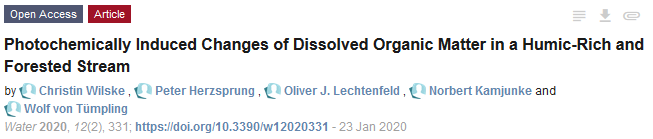 Open Access Article
Photochemically Induced Changes of Dissolved Organic Matter in a Humic-Rich and
Forested Stream
by Christin Wilske , Peter Herzsprung , Oliver J. Lechtenfeld , Norbert Kamjunke and
Wolf von Tümpling
Water 2020, 12(2), 331; https://doi.org/10.3390/w12020331 - 23 Jan 2020